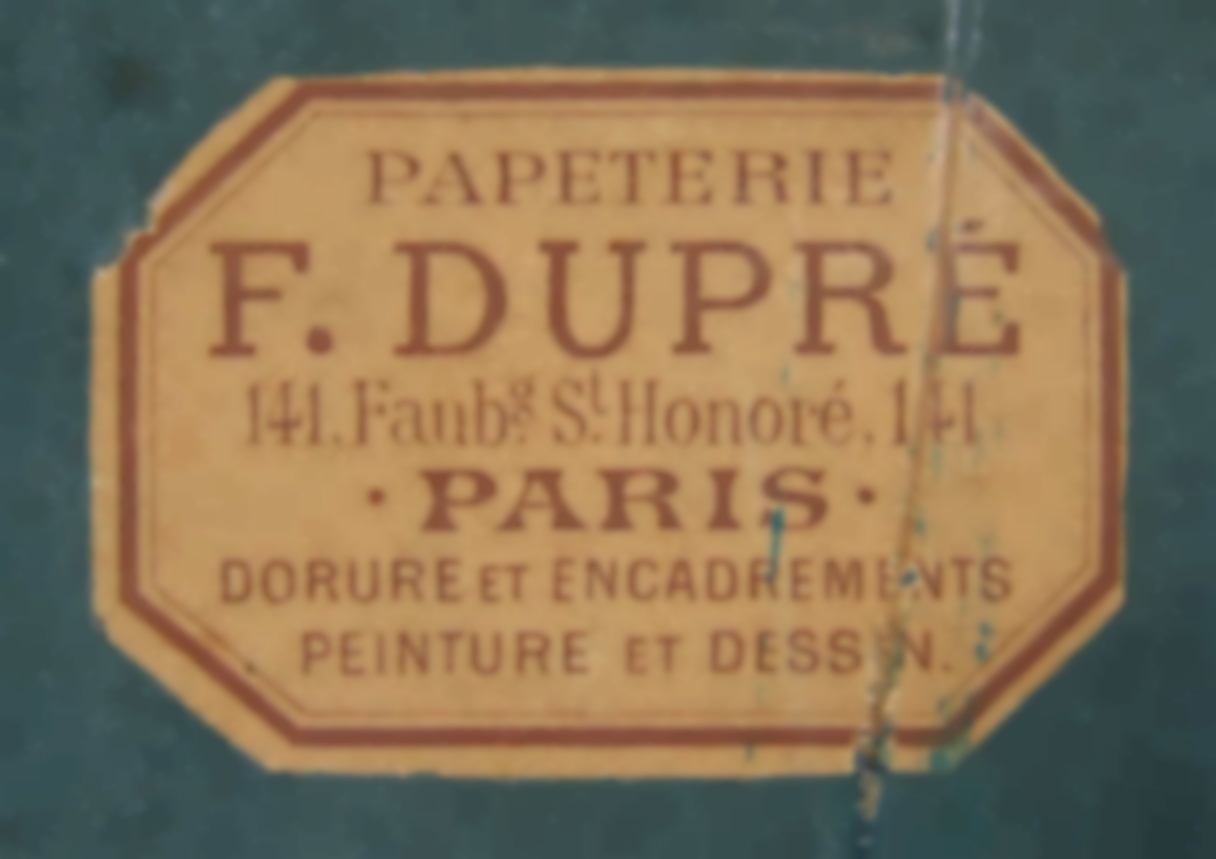 PAPETERIE
F. DUPRÉ
141, Faubg. St. Honoré, 141
· PARIS ·
DORURE ET ENCADREMENTS
PEINTURE ET DESSIN.